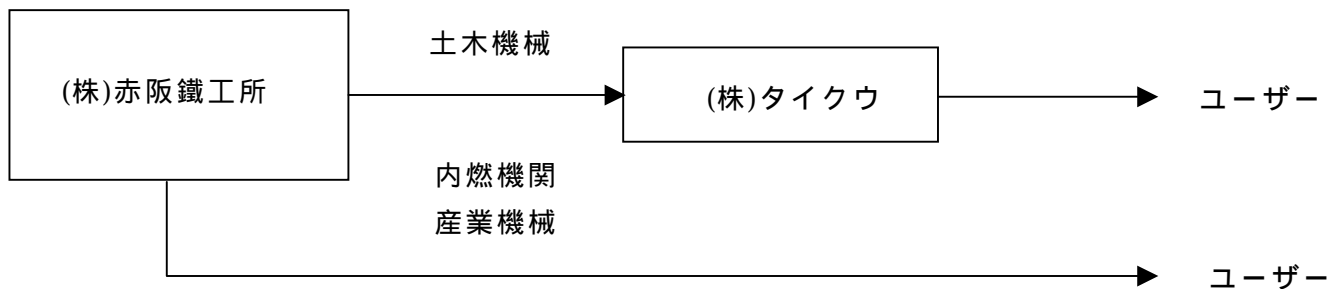 土木機械
(株)赤阪鐵工所
(株)タイクウ
ユーザー
内燃機関
産業機械
ユーザー